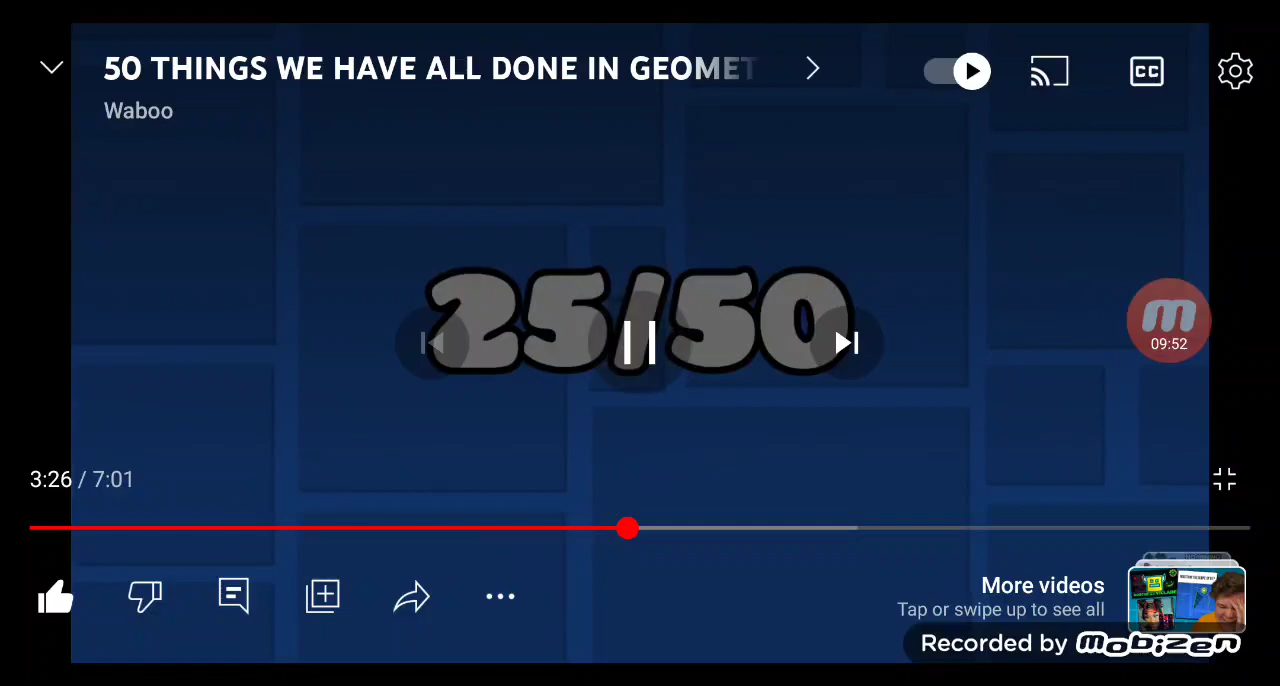 50 THINGS WE HAVE ALL DONE IN GEOMET
Waboo
CC
25/50
09:52
3:26 / 7:01
More videos
Tap or swipe up to see all
Recorded by mobizen